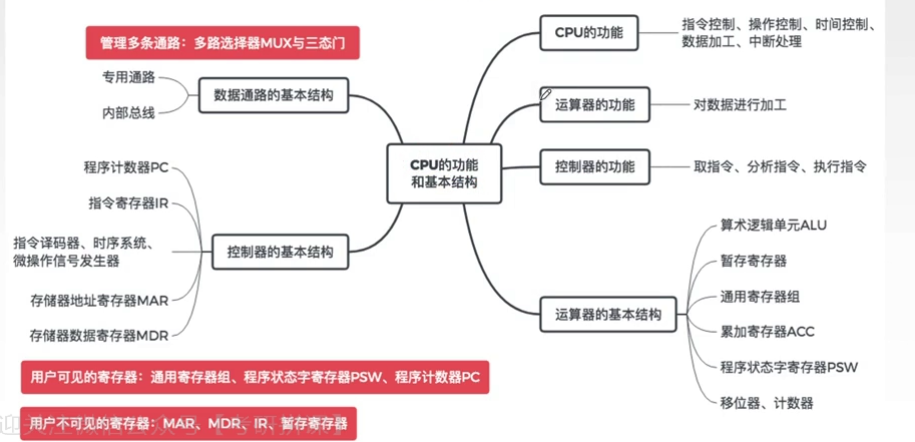 管理多条通路：多路选择器MUX与三态门
专用通路
内部总线
数据通路的基本结构
程序计数器PC
指令寄存器IR
指令译码器、时序系统、
微操作信号发生器
存储器地址寄存器MAR
存储器数据寄存器MDR
控制器的基本结构
CPU的功能
和基本结构
CPU的功能
指令控制、操作控制、时间控制、
数据加工、中断处理
运算器的功能
对数据进行加工
控制器的功能
取指令、分析指令、执行指令
运算器的基本结构
算术逻辑单元ALU
暂存寄存器
通用寄存器组
累加寄存器ACC
程序状态字寄存器PSW
移位器、计数器
用户可见的寄存器：通用寄存器组、程序状态字寄存器PSW、程序计数器PC
用户不可见的寄存器：MAR、MDR、IR、暂存寄存器